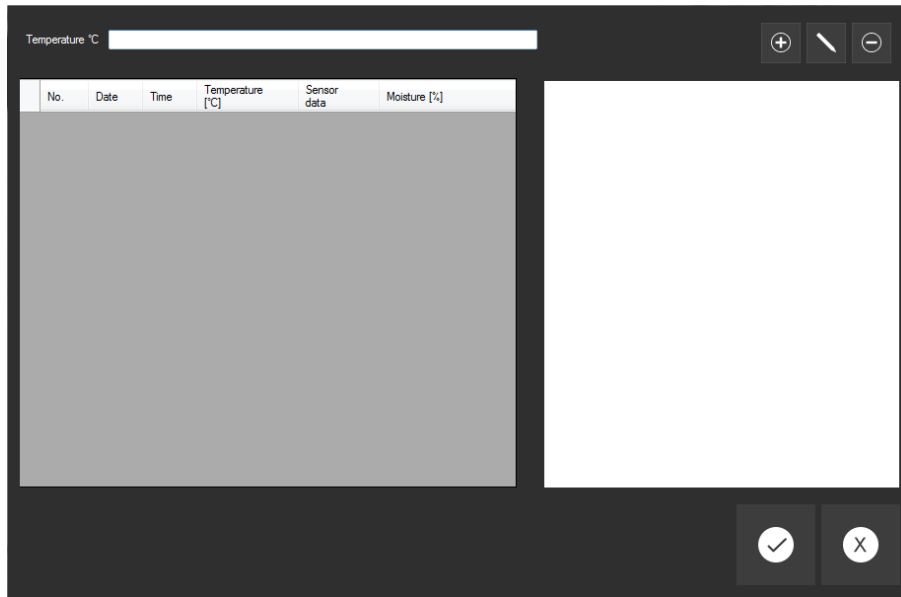 Temperature °C
No. Date Time Temperature [°C] Sensor data Moisture [%]
X